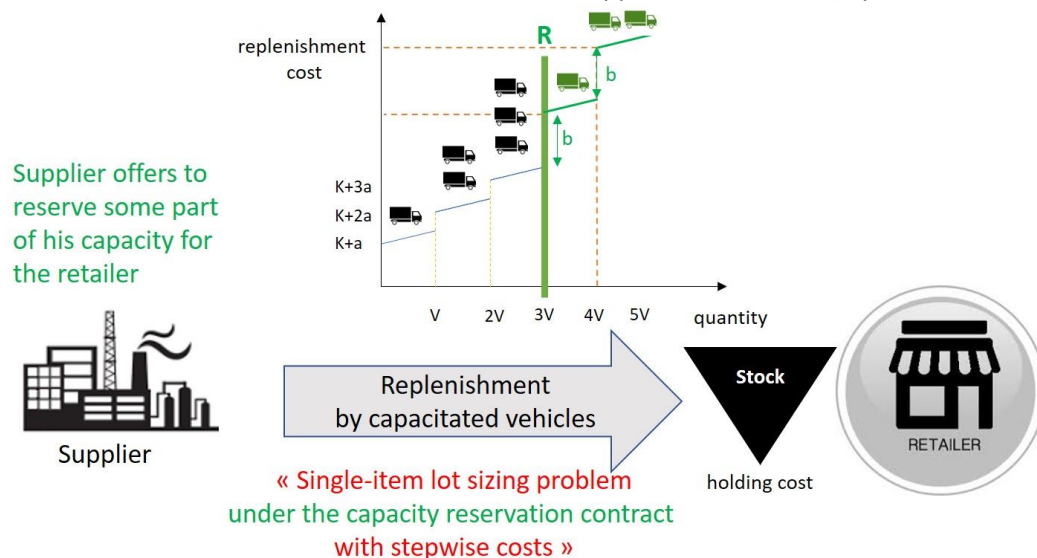 replenishment
cost
R
b
b
K+3a
K+2a
K+a
V
2V
3V
4V
5V
quantity
Supplier offers to
reserve some part
of his capacity for
the retailer
Supplier
Replenishment
by capacitated vehicles
Stock
holding cost
RETAILER
« Single-item lot sizing problem
under the capacity reservation contract
with stepwise costs »